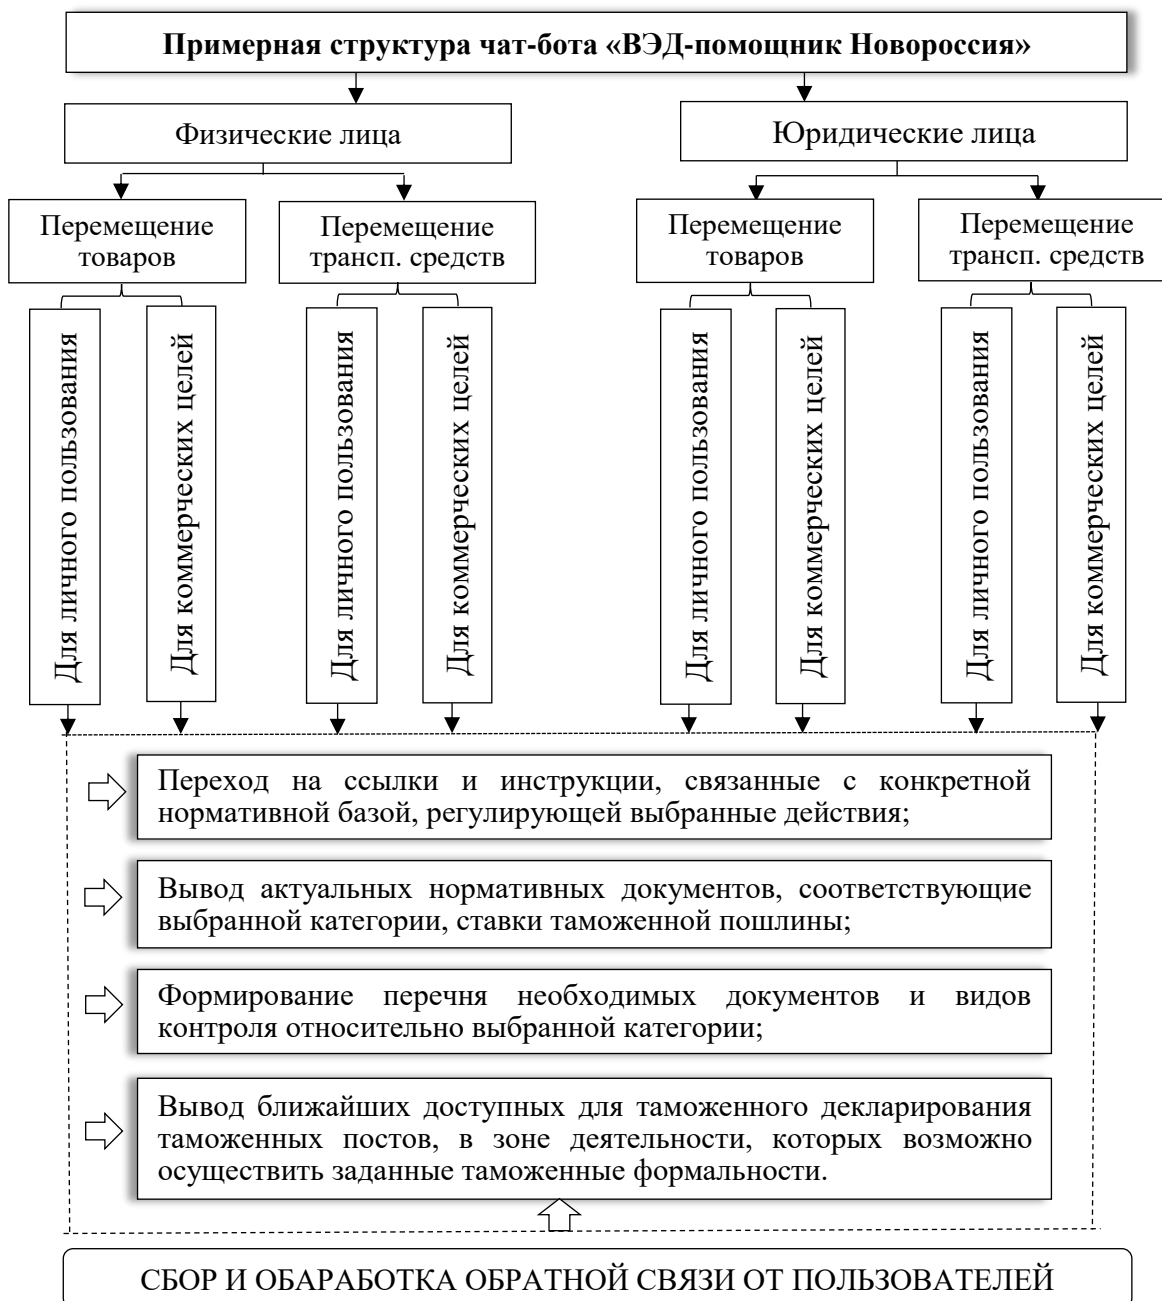 Примерная структура чат-бота «ВЭД-помощник Новороссия»
Физические лица
Юридические лица
Перемещение
товаров
Перемещение
трансп. средств
Перемещение
товаров
Перемещение
трансп. средств
Для личного пользования
Для коммерческих целей
Для личного пользования
Для коммерческих целей
Для личного пользования
Для коммерческих целей
Для личного пользования
Для коммерческих целей
Переход на ссылки и инструкции, связанные с конкретной
нормативной базой, регулирующей выбранные действия;
Вывод актуальных нормативных документов, соответствующие
выбранной категории, ставки таможенной пошлины;
Формирование перечня необходимых документов и видов
контроля относительно выбранной категории;
Вывод ближайших доступных для таможенного декларирования
таможенных постов, в зоне деятельности, которых возможно
осуществить заданные таможенные формальности.
СБОР И ОБАРАБОТКА ОБРАТНОЙ СВЯЗИ ОТ ПОЛЬЗОВАТЕЛЕЙ